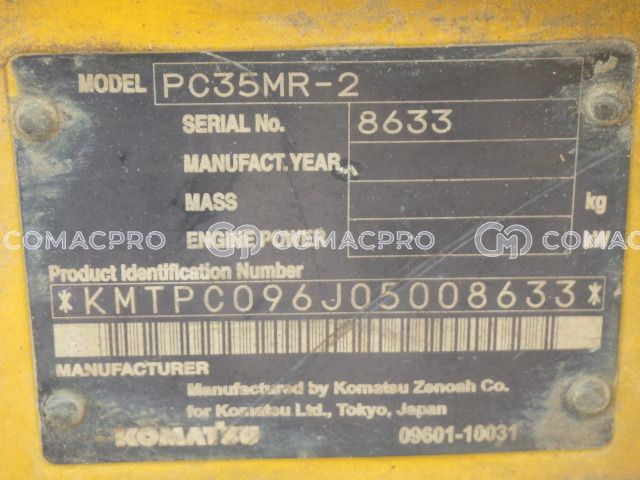 MODEL PC35MR-2
SERIAL No. 8633
MANUFACT. YEAR
MASS kg
ENGINE POWER kW
COMACPRO COMACPRO COMAC
Product Identification Number
*KMTPC096J05008633*
MANUFACTURER
Manufactured by Komatsu Zenoah Co.
for Komatsu Ltd., Tokyo, Japan
KOMATSU 09601-10031